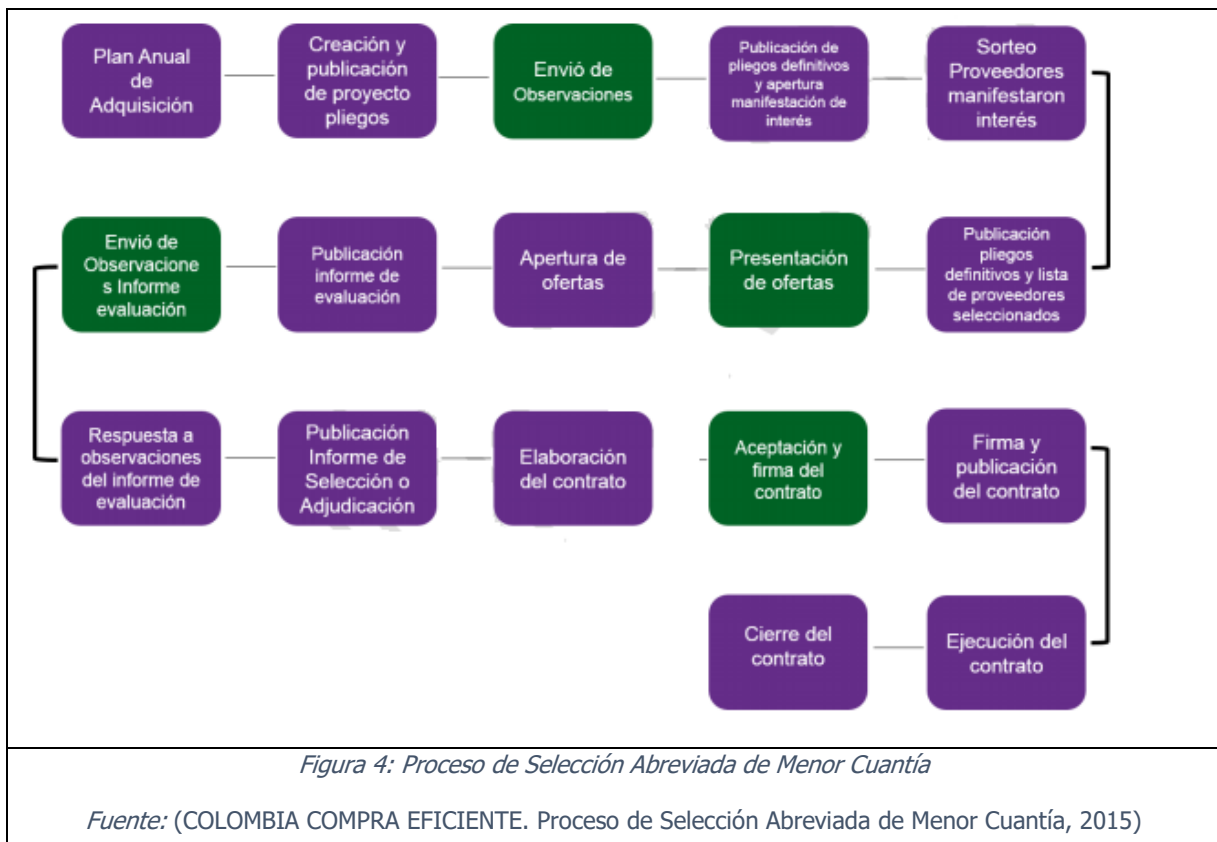 Plan Anual
de
Adquisición
Creación y
publicación
de proyecto
pliegos
Envió de
Observaciones
Publicación de
pliegos definitivos
y apertura
manifestación de
interés
Sorteo
Proveedores
manifestaron
interés
Envió de
Observacione
s Informe
evaluación
Publicación
informe de
evaluación
Apertura de
ofertas
Presentación
de ofertas
Publicación
pliegos
definitivos y lista
de proveedores
seleccionados
Respuesta a
observaciones
del informe de
evaluación
Publicación
Informe de
Selección o
Adjudicación
Elaboración
del contrato
Aceptación y
firma del
contrato
Firma y
publicación
del contrato
Cierre del
contrato
Ejecución del
contrato
Figura 4: Proceso de Selección Abreviada de Menor Cuantía
Fuente: (COLOMBIA COMPRA EFICIENTE. Proceso de Selección Abreviada de Menor Cuantía, 2015)